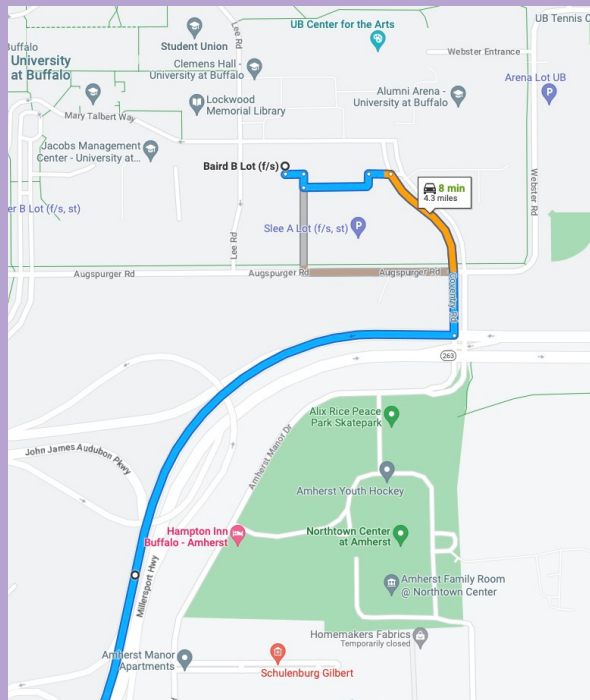 UB Center for the Arts
UB Tennis C
Buffalo
University
at Buffalo
Student Union
Lee Rd
Webster Entrance
Clemens Hall -
University at Buffalo
Arena Lot UB
Alumni Arena -
University at Buffalo
Lockwood
Memorial Library
Mary Talbert Way
Jacobs Management
Center - University at...
Baird B Lot (f/s)
8 min
4.3 miles
Webster Rd
er B Lot (f/s, st)
Slee A Lot (f/s, st)
Lee Rd
Augspurger Rd
Augspurger Rd
Augspurger Rd
Coventry Rd
263
Alix Rice Peace
Park Skatepark
Amherst Manor Dr
John James Audubon Pkwy
Amherst Youth Hockey
Hampton Inn
Buffalo - Amherst
Northtown Center
at Amherst
Millersport Hwy
Amherst Family Room
@ Northtown Center
Homemakers Fabrics
Temporarily closed
Amherst Manor
Apartments
Schulenburg Gilbert